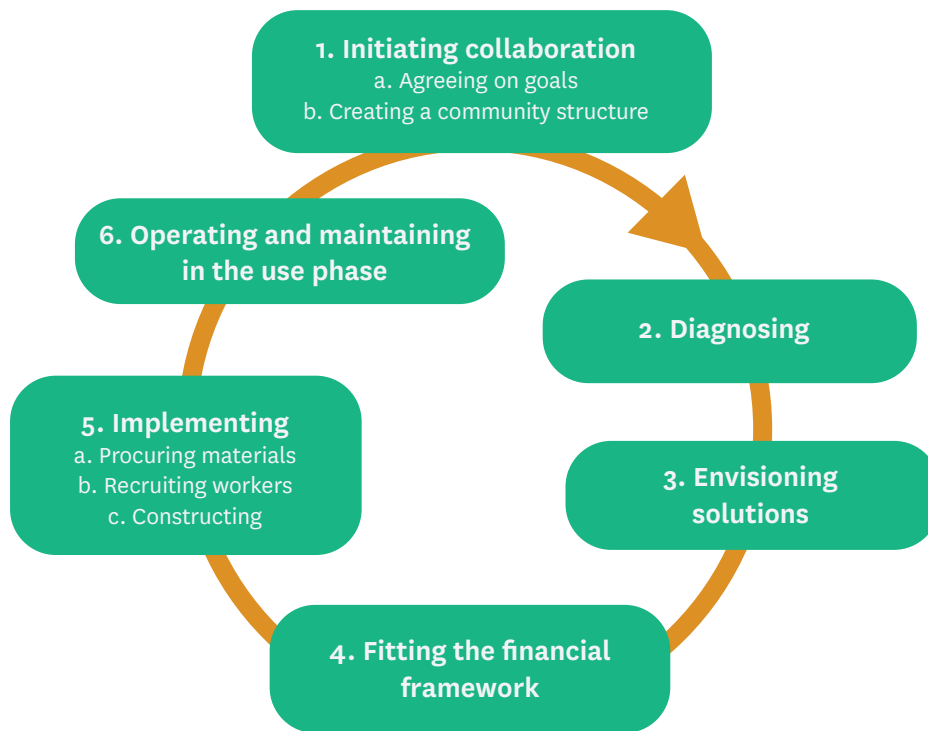 1. Initiating collaboration
a. Agreeing on goals
b. Creating a community structure
2. Diagnosing
3. Envisioning
solutions
4. Fitting the financial
framework
5. Implementing
a. Procuring materials
b. Recruiting workers
c. Constructing
6. Operating and maintaining
in the use phase